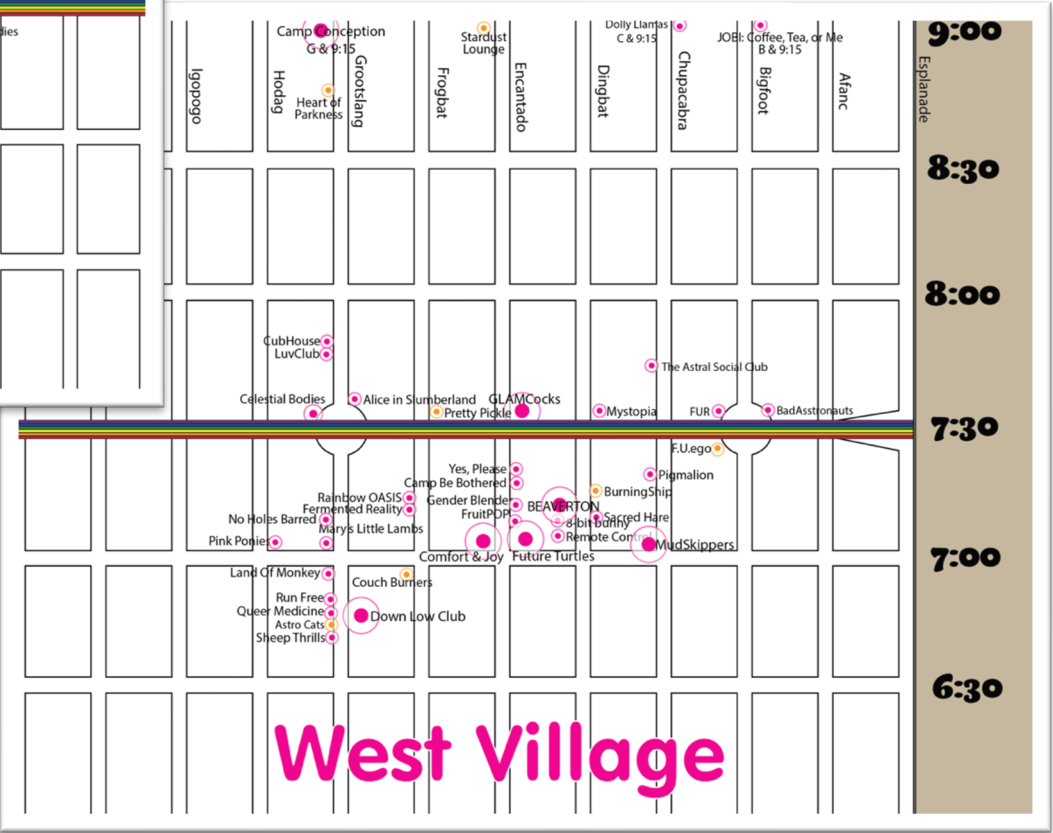 dies
Camp Conception
G & 9:15
Stardust
Lounge
Dolly Llamas
C & 9:15
JOEI: Coffee, Tea, or Me
B & 9:15
9:00
Heart of
Parkness
Igopogo
Hodag
Grootslang
Frogbat
Encantado
Dingbat
Chupacabra
Bigfoot
Afanc
Esplanade
8:30
8:00
CubHouse
LuvClub
The Astral Social Club
Celestial Bodies
Alice in Slumberland
GLAMCocks
Pretty Pickle
Mystopia
FUR
BadAsstronauts
7:30
F.U.ego
Yes, Please
Camp Be Bothered
Pigmalion
BurningShip
Rainbow OASIS
Fermented Reality
Gender Blender
BEAVERTON
FruitPOP
8-bit bunny
Sacred Hare
No Holes Barred
Mary's Little Lambs
Remote Control
Pink Ponies
MudSkippers
Comfort & Joy
Future Turtles
7:00
Land Of Monkey
Couch Burners
Run Free
Queer Medicine
Down Low Club
Astro Cats
Sheep Thrills
6:30
West Village